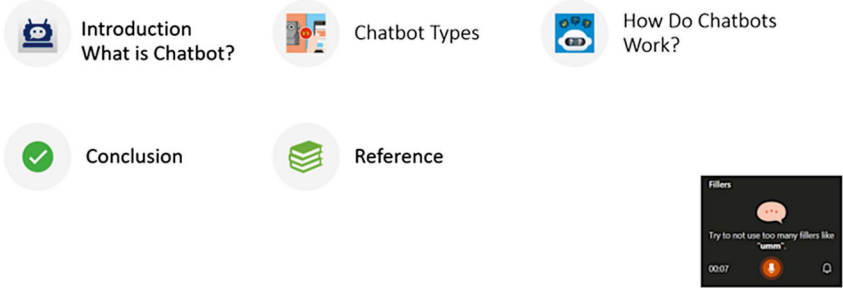 Introduction
What is Chatbot?
Chatbot Types
How Do Chatbots
Work?
Conclusion
Reference
Fillers
Try to not use too many fillers like
"umm".
00:07